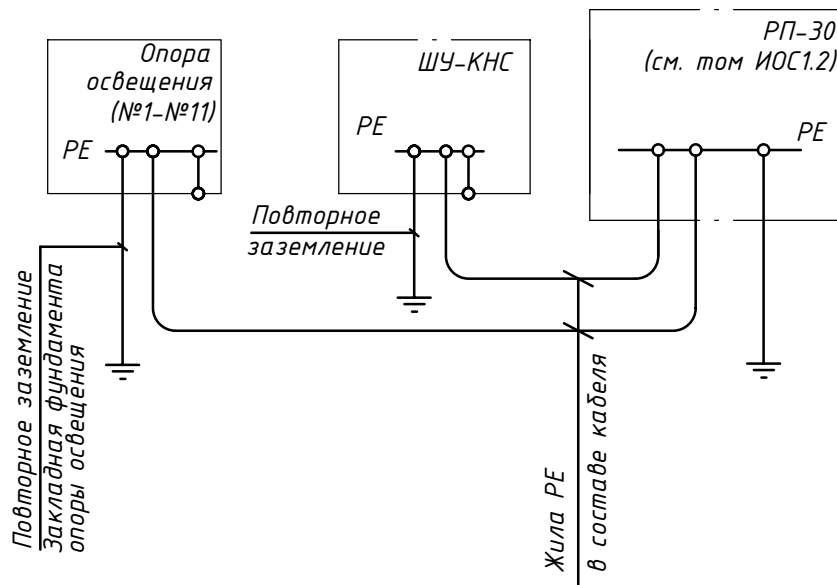 Опора
освещения
(№1-№11)
PE
ШУ-КНС
PE
РП-30
(см. том ИОС1.2)
PE
Повторное
заземление
Повторное заземление
Закладная фундамента
опоры освещения
Жила PE
в составе кабеля